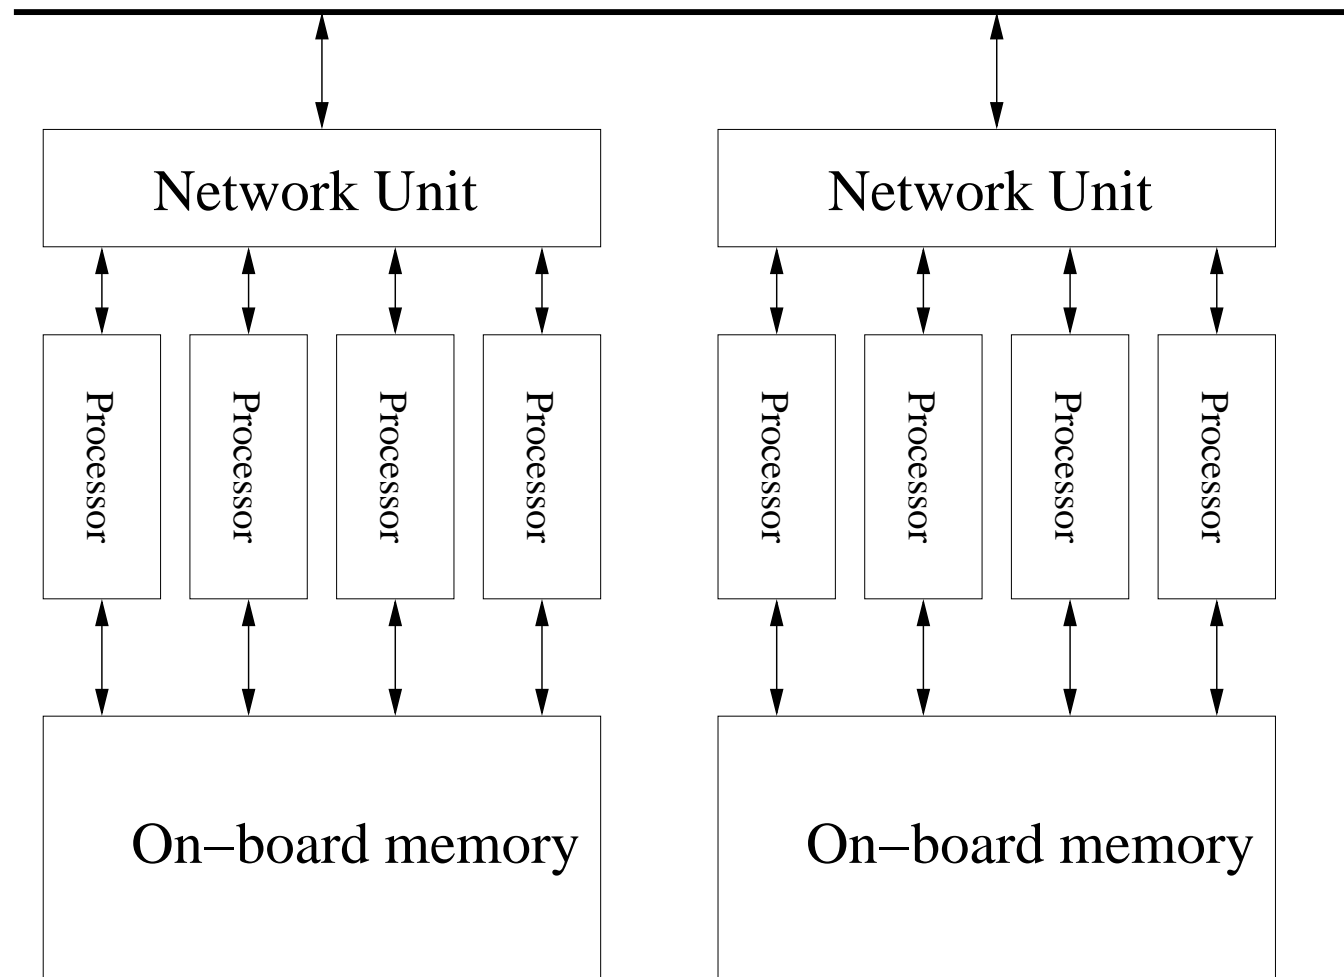 Network Unit
Network Unit
Processor
Processor
Processor
Processor
Processor
Processor
Processor
Processor
On−board memory
On−board memory